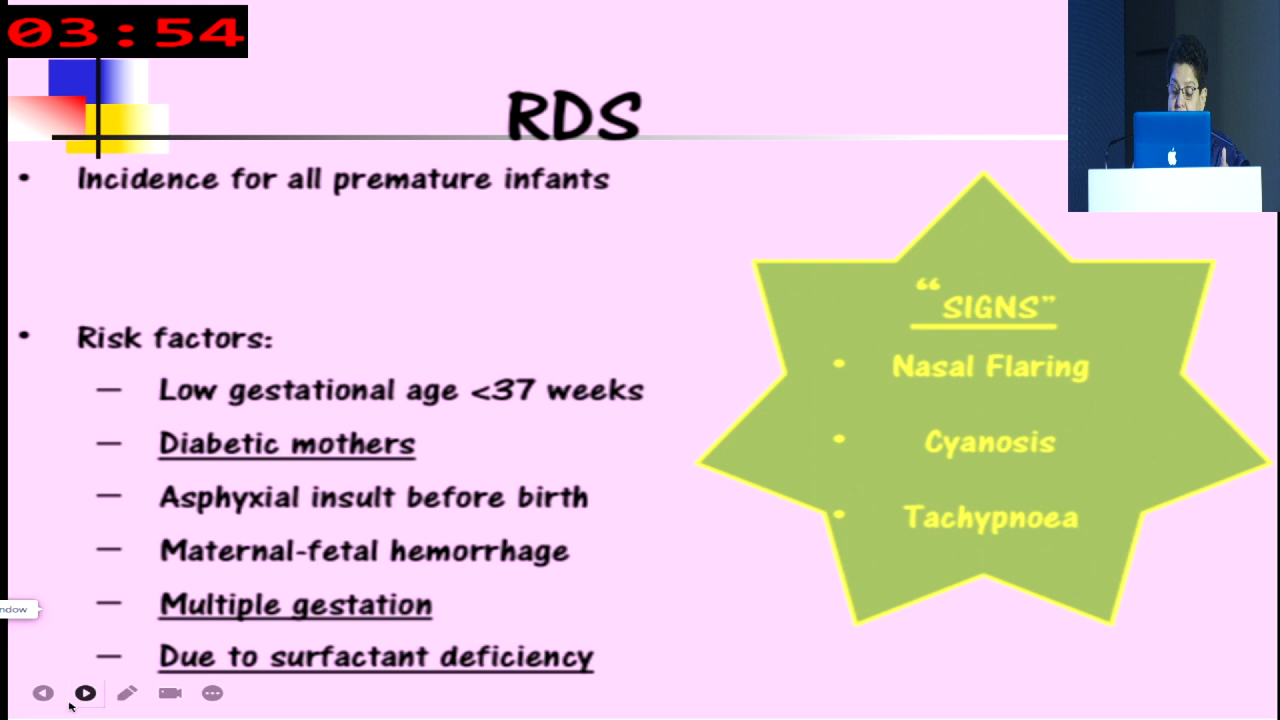 03:54
RDS
• Incidence for all premature infants
• Risk factors:
— Low gestational age <37 weeks
— Diabetic mothers
— Asphyxial insult before birth
— Maternal-fetal hemorrhage
— Multiple gestation
— Due to surfactant deficiency
“SIGNS”
• Nasal Flaring
• Cyanosis
• Tachypnoea
ndow